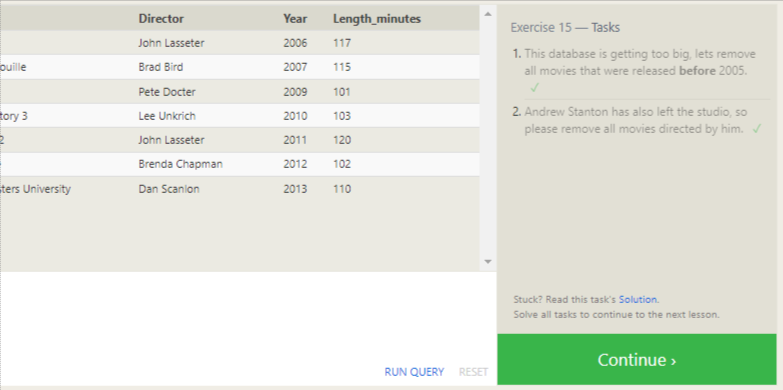 Director Year Length_minutes
John Lasseter 2006 117
ouille Brad Bird 2007 115
Pete Docter 2009 101
tory 3 Lee Unkrich 2010 103
2 John Lasseter 2011 120
Brenda Chapman 2012 102
sters University Dan Scanlon 2013 110
RUN QUERY RESET
Exercise 15 — Tasks
1. This database is getting too big, lets remove
all movies that were released before 2005.
✓
2. Andrew Stanton has also left the studio, so
please remove all movies directed by him. ✓
Stuck? Read this task's Solution.
Solve all tasks to continue to the next lesson.
Continue ›